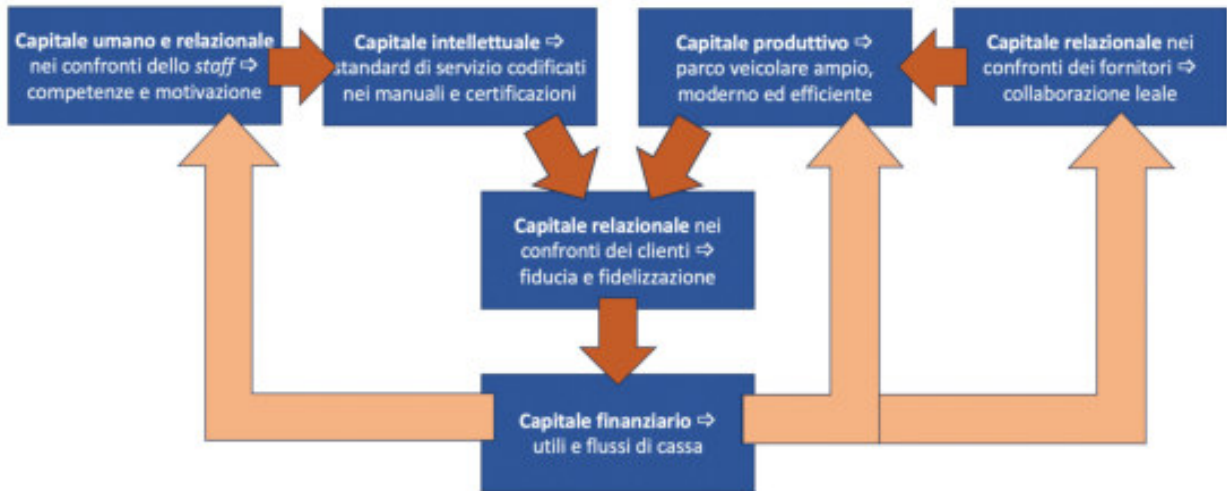 Capitale umano e relazionale
nei confronti dello staff ⇨
competenze e motivazione
Capitale intellettuale ⇨
standard di servizio codificati
nei manuali e certificazioni
Capitale produttivo ⇨
parco veicolare ampio,
moderno ed efficiente
Capitale relazionale nei
confronti dei fornitori ⇨
collaborazione leale
Capitale relazionale nei
confronti dei clienti ⇨
fiducia e fidelizzazione
Capitale finanziario ⇨
utili e flussi di cassa